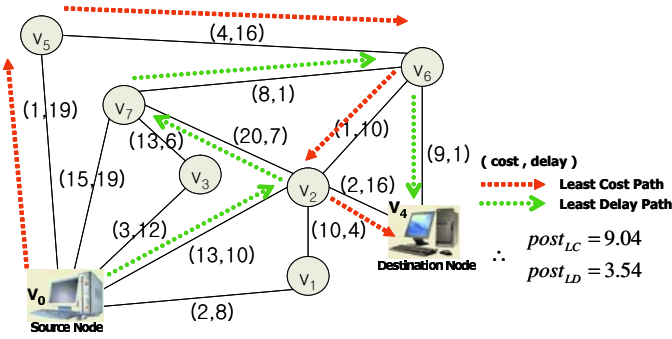 V5
(4,16)
V6
(1,19)
(8,1)
V7
(20,7)
(1,10)
(13,6)
(9,1)
(15,19)
V3
V2
(2,16)
V4
(3,12)
(13,10)
(10,4)
V0
Source Node
(2,8)
V1
Destination Node
( cost , delay )
Least Cost Path
Least Delay Path
∴ post_LC = 9.04
post_LD = 3.54